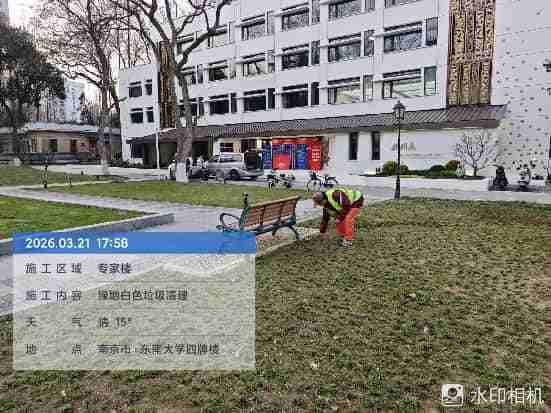 2026.03.21 17:58
施工区域 专家楼
施工内容 绿地白色垃圾清理
天 气 晴 15°
地 点 南京市·东南大学四牌楼
水印相机